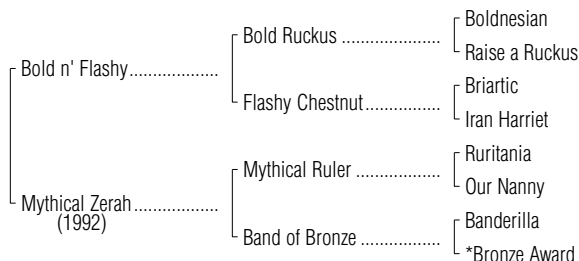 Boldnesian
Bold Ruckus ....................
Raise a Ruckus
Bold n' Flashy..................
Briartic
Flashy Chestnut...............
Iran Harriet
Ruritania
Mythical Ruler .................
Our Nanny
Mythical Zerah .................
(1992)
Banderilla
Band of Bronze ................
*Bronze Award